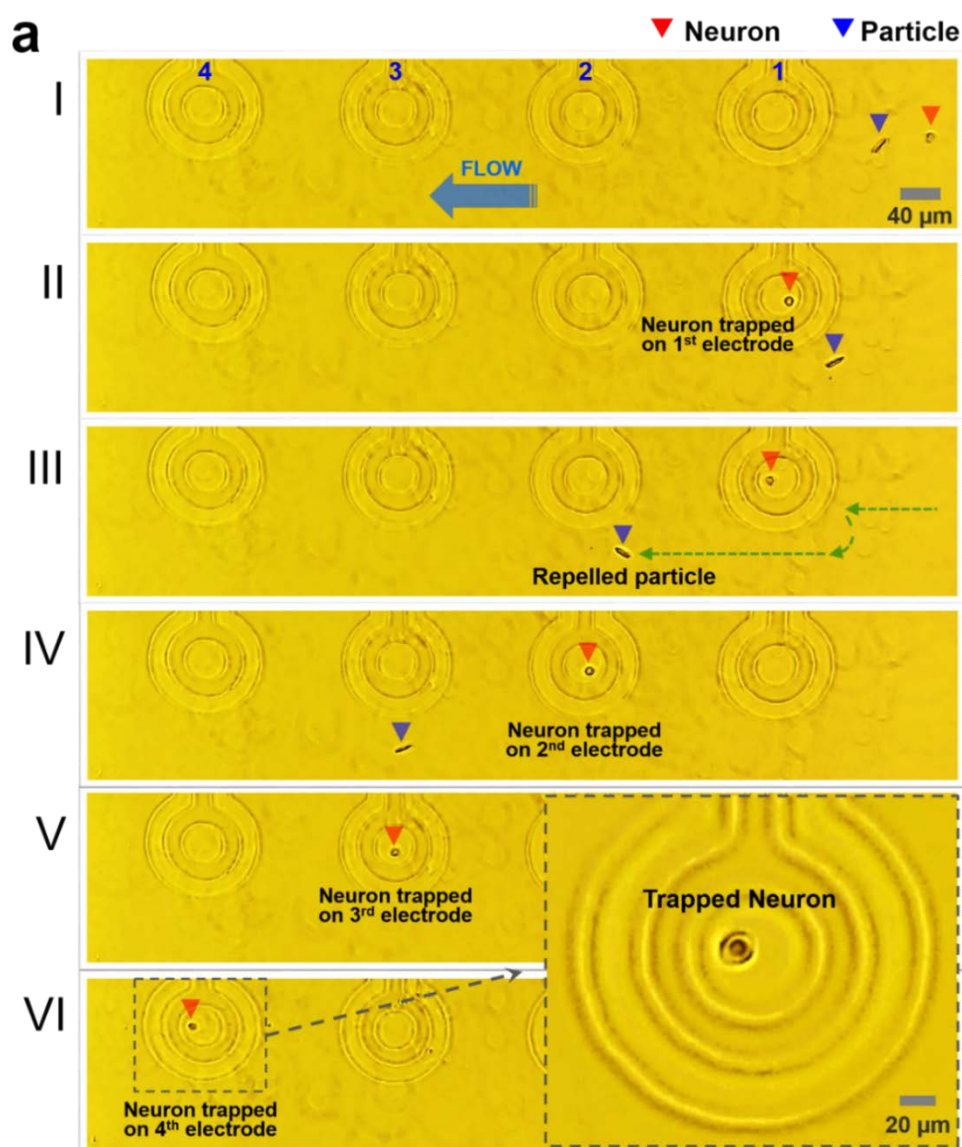 a
Neuron
Particle
I
4 3 2 1
FLOW
40 µm
II
Neuron trapped
on 1st electrode
III
Repelled particle
IV
Neuron trapped
on 2nd electrode
V
Neuron trapped
on 3rd electrode
Trapped Neuron
VI
Neuron trapped
on 4th electrode
20 µm